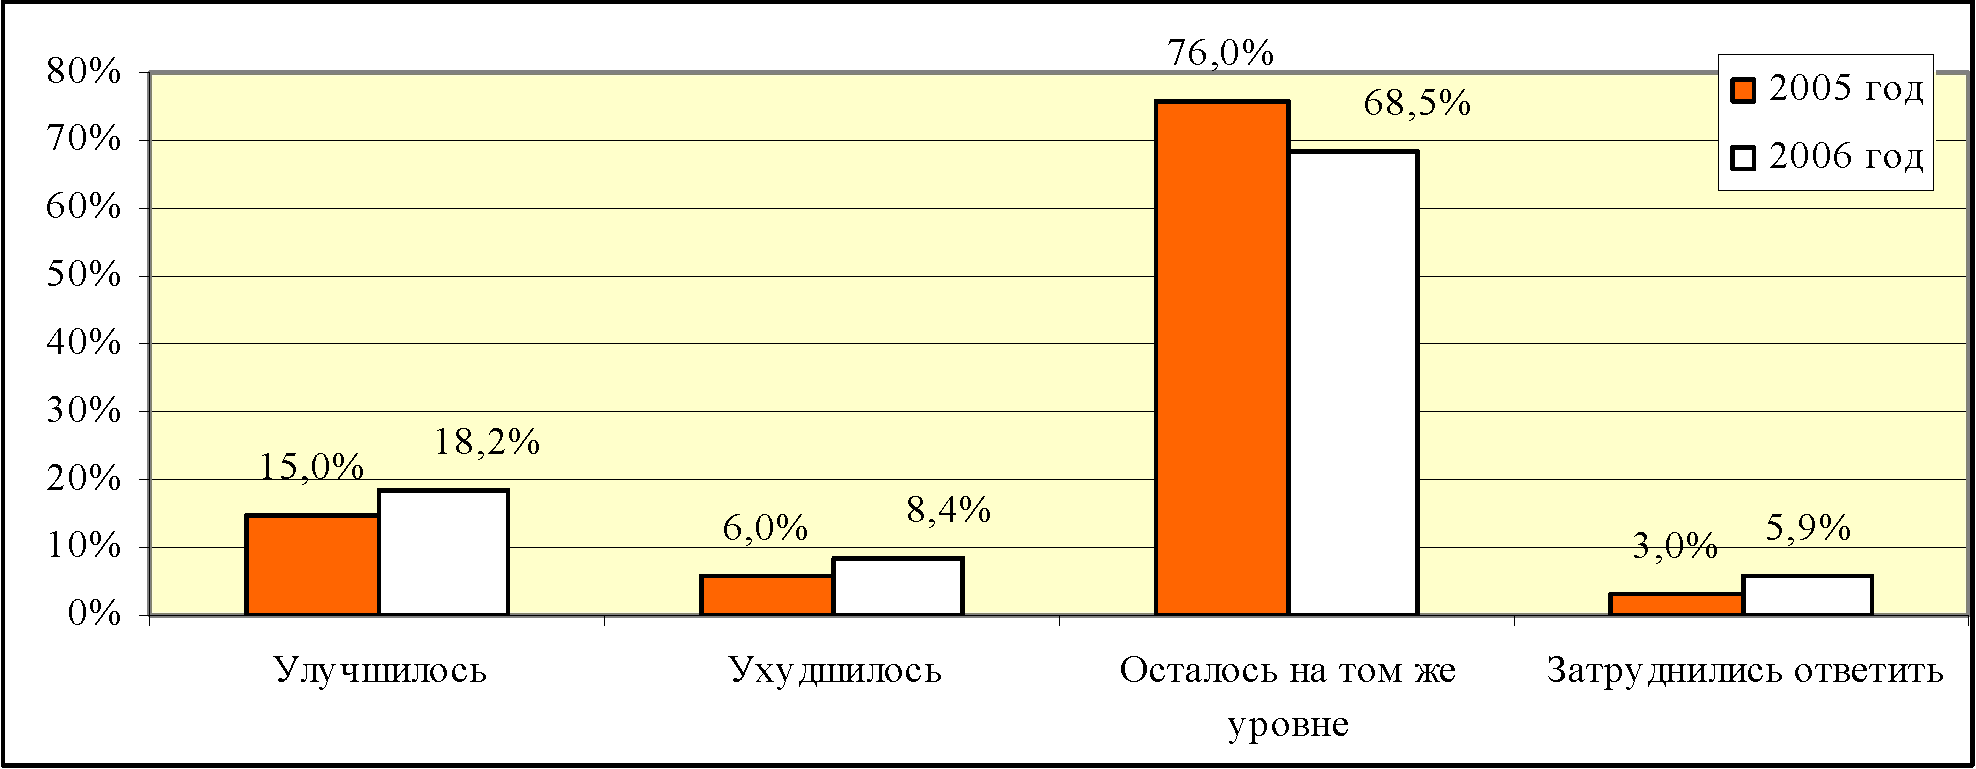 76,0%
80%
2005 год
68,5%
70%
2006 год
60%
50%
40%
30%
18,2%
15,0%
20%
8,4%
6,0%
5,9%
3,0%
10%
0%
Улучшилось
Ухудшилось
Осталось на том же
уровне
Затруднились ответить